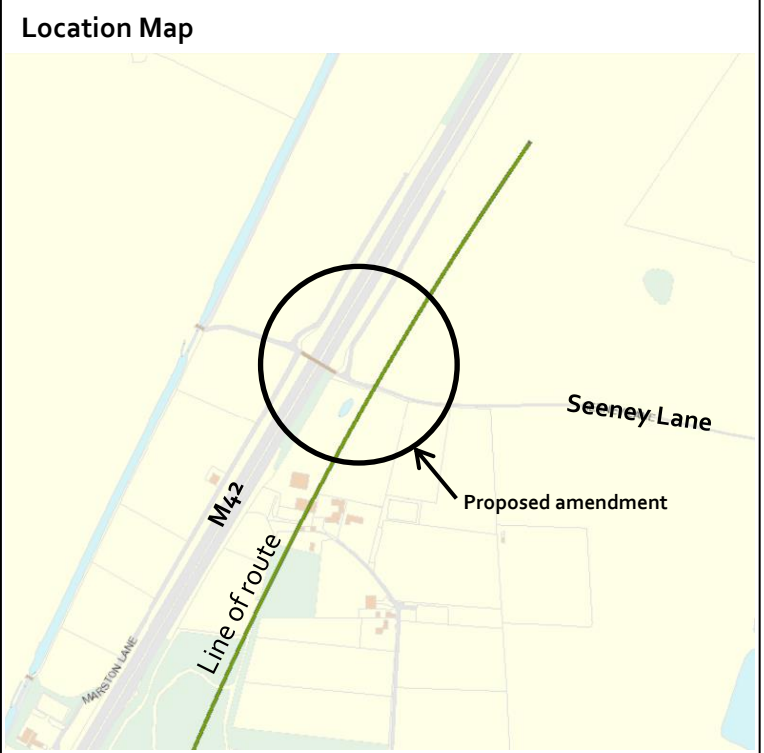 Location Map
Seeney Lane
Proposed amendment
M42
Line of route
MARSTON LANE